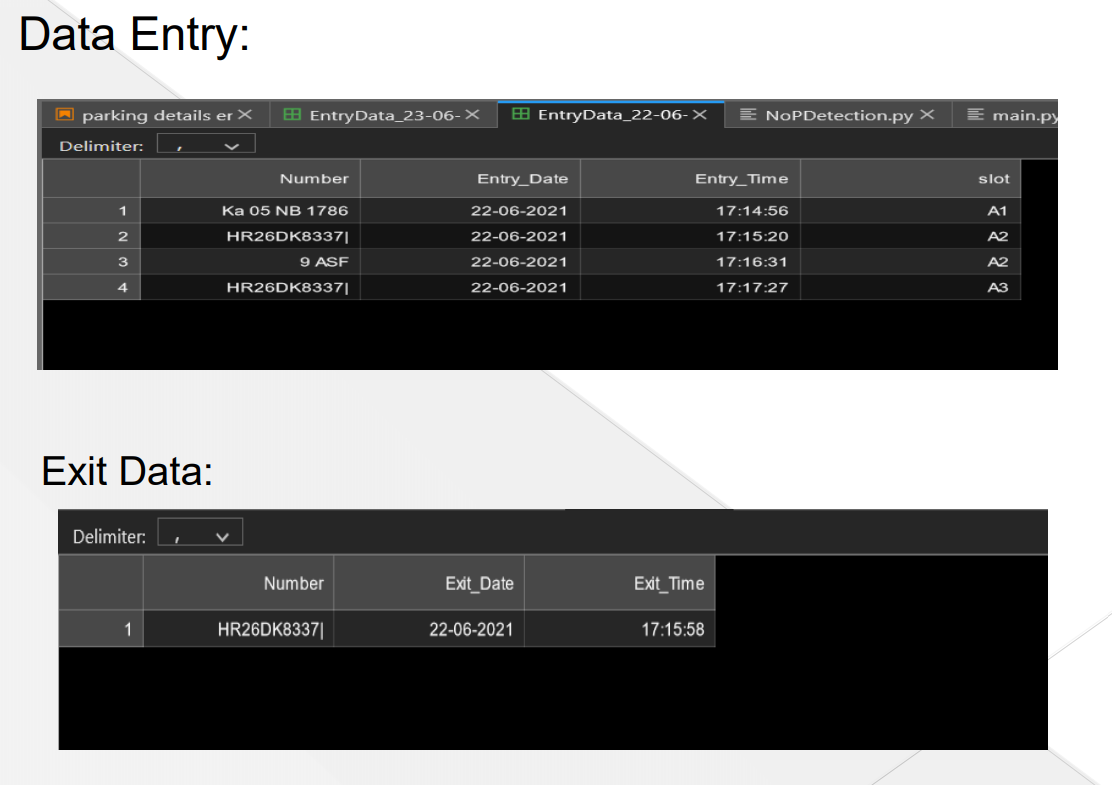 Data Entry:
parking details er EntryData_23-06- EntryData_22-06- NoPDetection.py main.py
Delimiter: ,
Number Entry_Date Entry_Time slot
1 Ka 05 NB 1786 22-06-2021 17:14:56 A1
2 HR26DK8337| 22-06-2021 17:15:20 A2
3 9 ASF 22-06-2021 17:16:31 A2
4 HR26DK8337| 22-06-2021 17:17:27 A3
Exit Data:
Delimiter: ,
Number Exit_Date Exit_Time
1 HR26DK8337| 22-06-2021 17:15:58